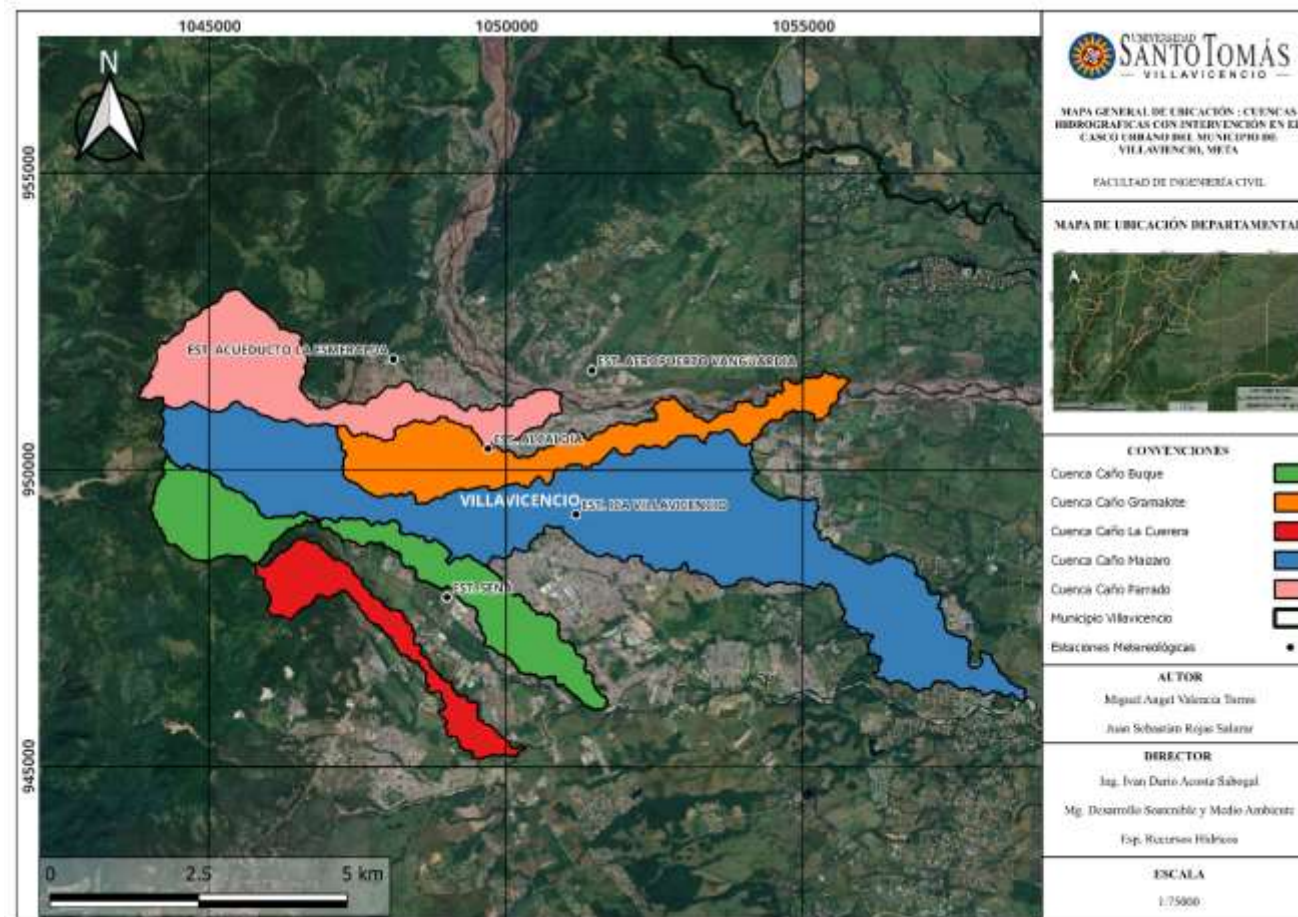 1045000
1050000
1055000
955000
950000
945000
N
EST. ACUEDUCTO LA ESMERALDA
EST. AEROPUERTO VANGUARDIA
EST. ALCALDIA
VILLAVICENCIO
EST. ICA VILLAVICENCIO
EST. SENA
0 2.5 5 km
UNIVERSIDAD
SANTO TOMÁS
VILLAVICENCIO
MAPA GENERAL DE UBICACIÓN : CUENCAS
HIDROGRAFICAS CON INTERVENCIÓN EN EL
CASCO URBANO DEL MUNICIPIO DE
VILLAVIENCIO, META
FACULTAD DE INGENIERÍA CIVIL
MAPA DE UBICACIÓN DEPARTAMENTAL
A
CONVENCIONES
Cuenca Caño Buque
Cuenca Caño Gramalote
Cuenca Caño La Cuerera
Cuenca Caño Maizaro
Cuenca Caño Parrado
Municipio Villavicencio
Estaciones Metereológicas
AUTOR
Miguel Angel Valencia Torres
Juan Sebastian Rojas Salazar
DIRECTOR
Ing. Ivan Dario Acosta Sabogal
Mg. Desarrollo Sostenible y Medio Ambiente
Esp. Recursos Hídricos
ESCALA
1:75000